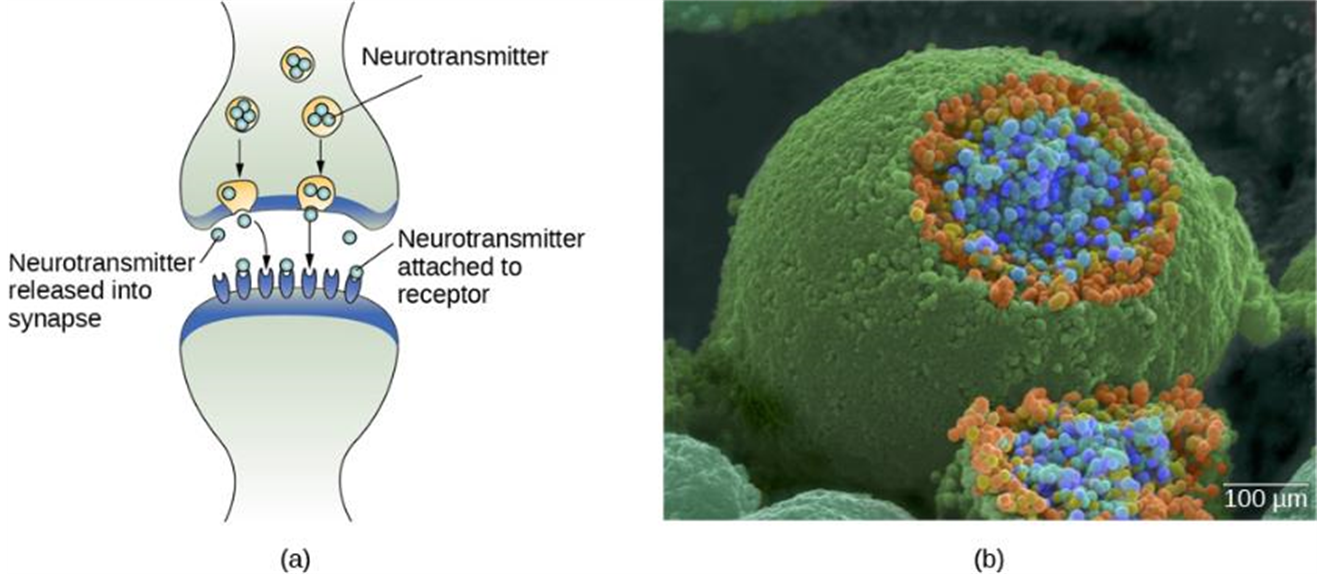 Neurotransmitter
Neurotransmitter
released into
synapse
Neurotransmitter
attached to
receptor
100 µm
(a)
(b)